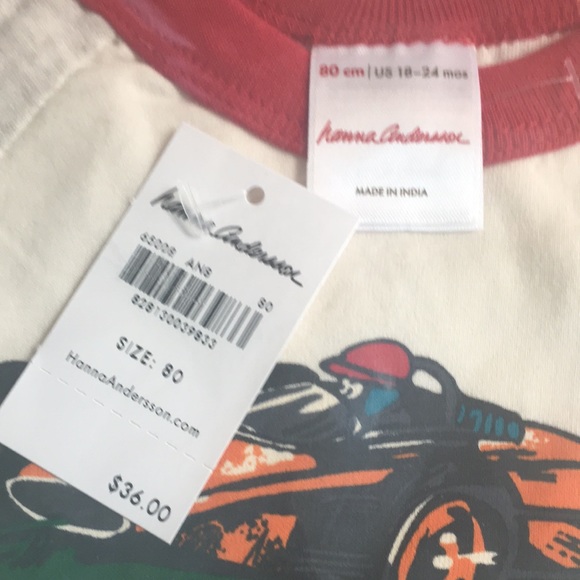 80 cm | US 18-24 mos
hanna andersson
MADE IN INDIA
hanna andersson
65008 AN8 80
828130039833
SIZE: 80
HannaAndersson.com
$36.00